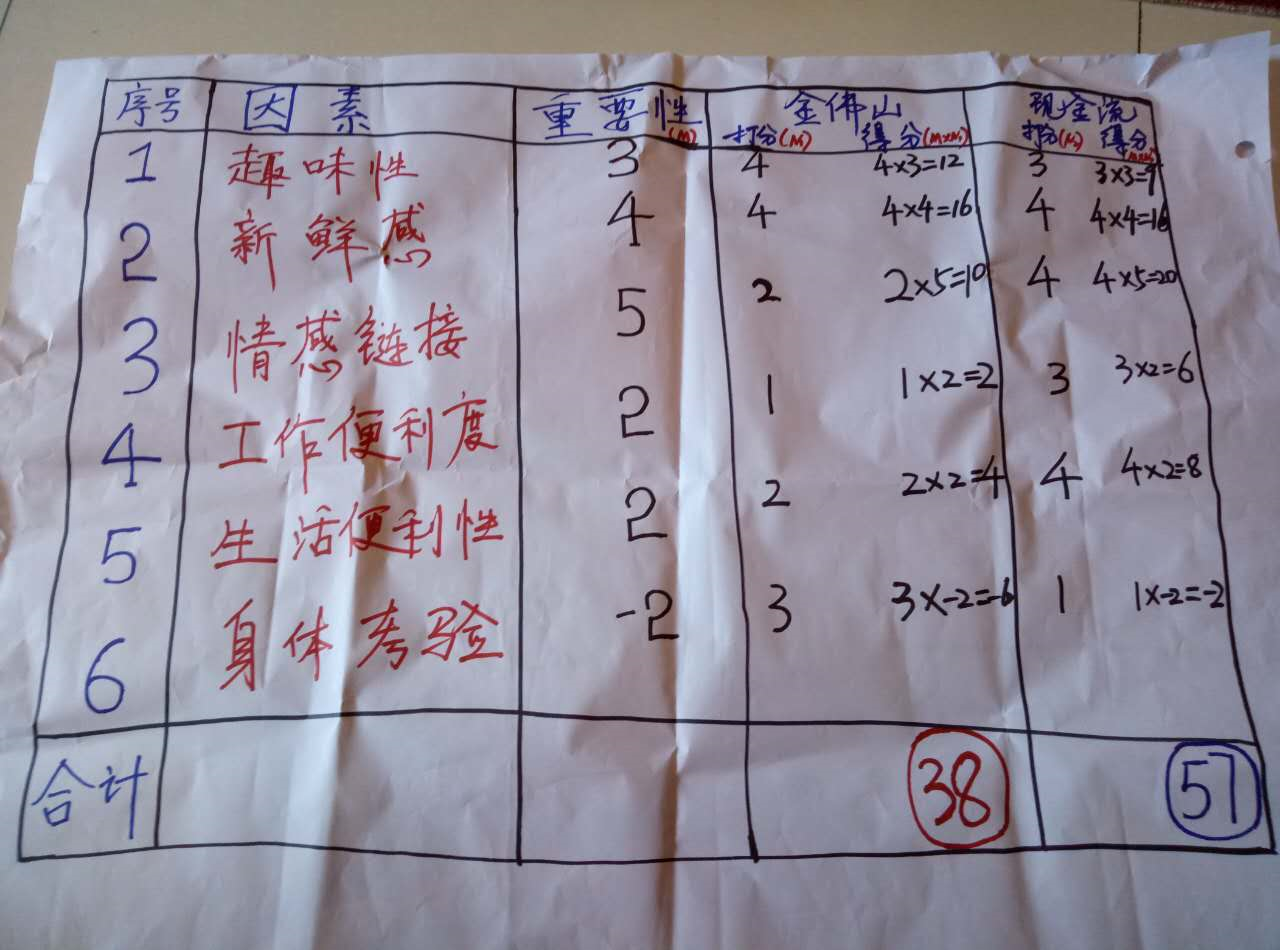 序号 因素 重要性(M) 金佛山 现金流
打分(M) 得分(M×M) 打分(M) 得分(M×M)
1 趣味性 3 4 4×3=12 3 3×3=9
2 新鲜感 4 4 4×4=16 4 4×4=16
3 情感链接 5 2 2×5=10 4 4×5=20
4 工作便利度 2 1 1×2=2 3 3×2=6
5 生活便利性 2 2 2×2=4 4 4×2=8
6 身体考验 -2 3 3×-2=-6 1 1×-2=-2
合计 38 57